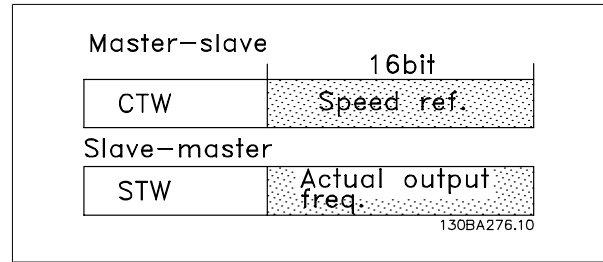 Master-slave
16bit
CTW
Speed ref.
Slave-master
STW
Actual output
freq.
130BA276.10